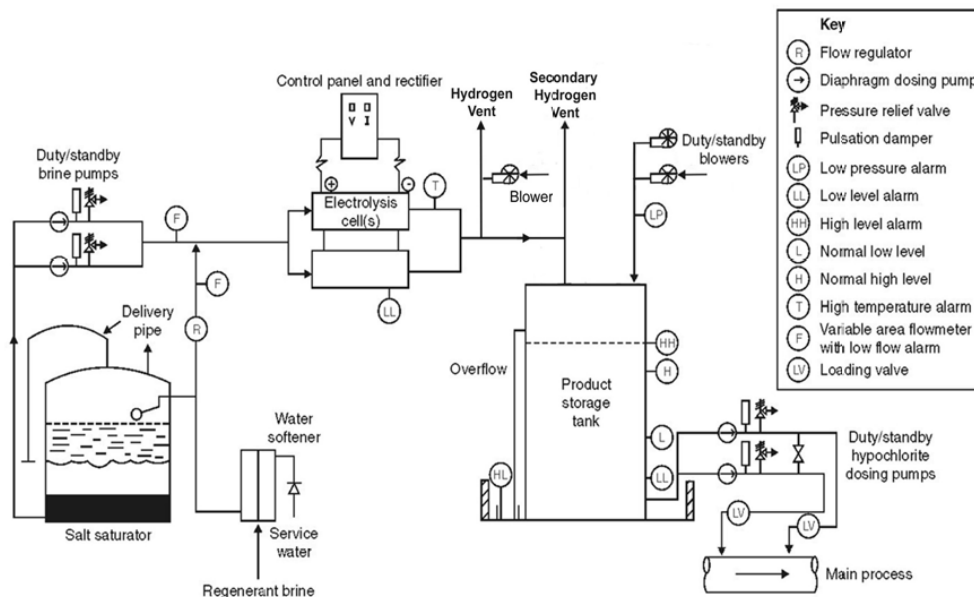 Control panel and rectifier
0 0
V I
Hydrogen
Vent
Secondary
Hydrogen
Vent
Duty/standby
blowers
Blower
LP
Duty/standby
brine pumps
F
F
R
+
-
T
Electrolysis
cell(s)
LL
Delivery
pipe
Salt saturator
Water
softener
Service
water
Regenerant brine
Overflow
Product
storage
tank
HH
H
L
LL
HL
Duty/standby
hypochlorite
dosing pumps
LV
LV
Main process
Key
R Flow regulator
Diaphragm dosing pump
Pressure relief valve
Pulsation damper
LP Low pressure alarm
LL Low level alarm
HH High level alarm
L Normal low level
H Normal high level
T High temperature alarm
F Variable area flowmeter
with low flow alarm
LV Loading valve